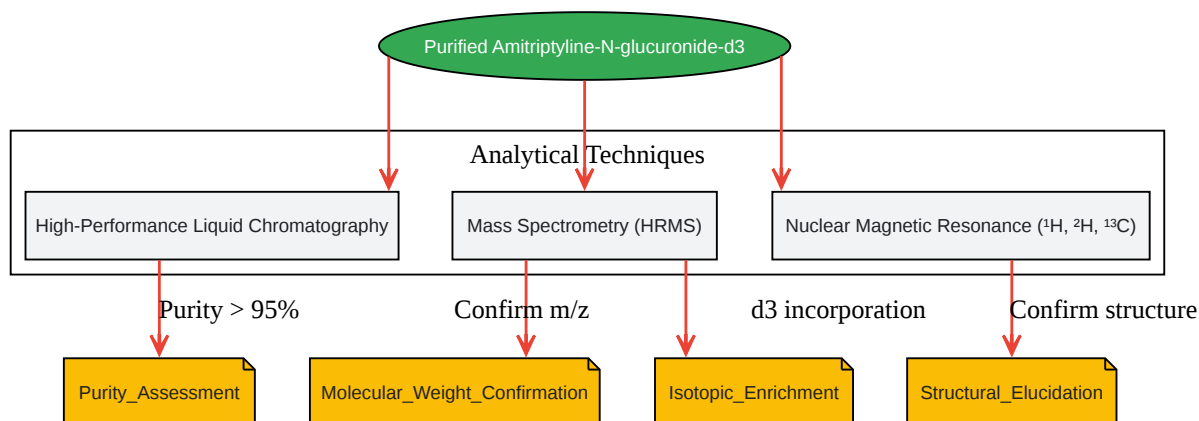 Purified Amitriptyline-N-glucuronide-d3
Analytical Techniques
High-Performance Liquid Chromatography
Mass Spectrometry (HRMS)
Nuclear Magnetic Resonance (¹H, ²H, ¹³C)
Purity > 95%
Confirm m/z
d3 incorporation
Confirm structure
Purity_Assessment
Molecular_Weight_Confirmation
Isotopic_Enrichment
Structural_Elucidation